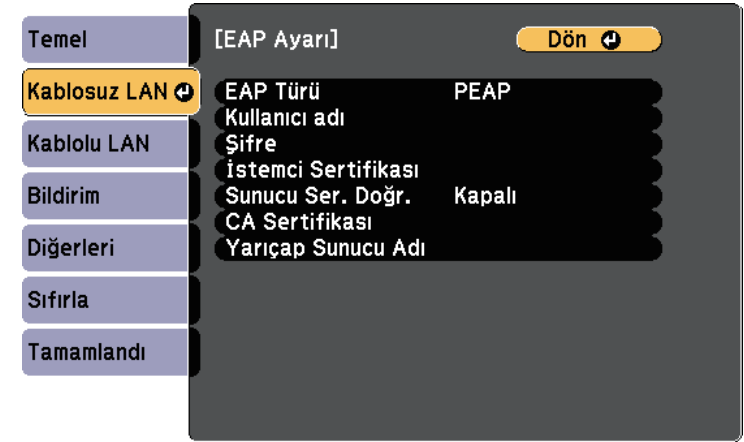 Temel
Kablosuz LAN
Kablolu LAN
Bildirim
Diğerleri
Sıfırla
Tamamlandı
[EAP Ayarı]
Dön
EAP Türü PEAP
Kullanıcı adı
Şifre
İstemci Sertifikası
Sunucu Ser. Doğr. Kapalı
CA Sertifikası
Yarıçap Sunucu Adı